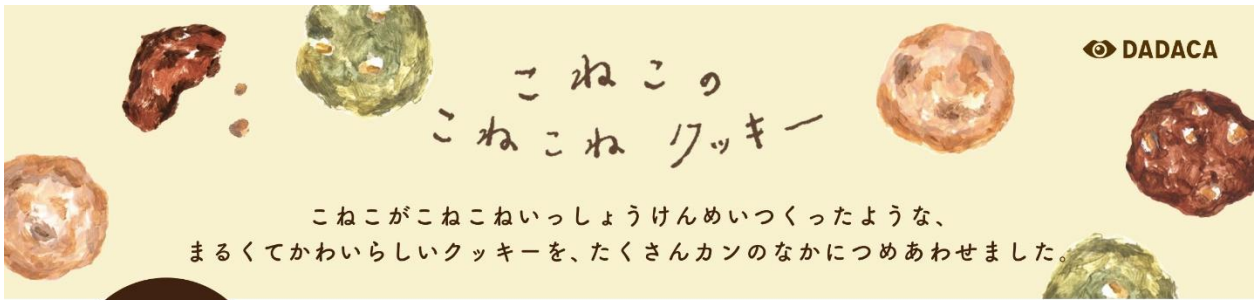 DADACA
こねこの
こねこねクッキー
こねこがこねこねいっしょうけんめいつくったような、
まるくてかわいらしいクッキーを、たくさんカンのなかにつめあわせました。